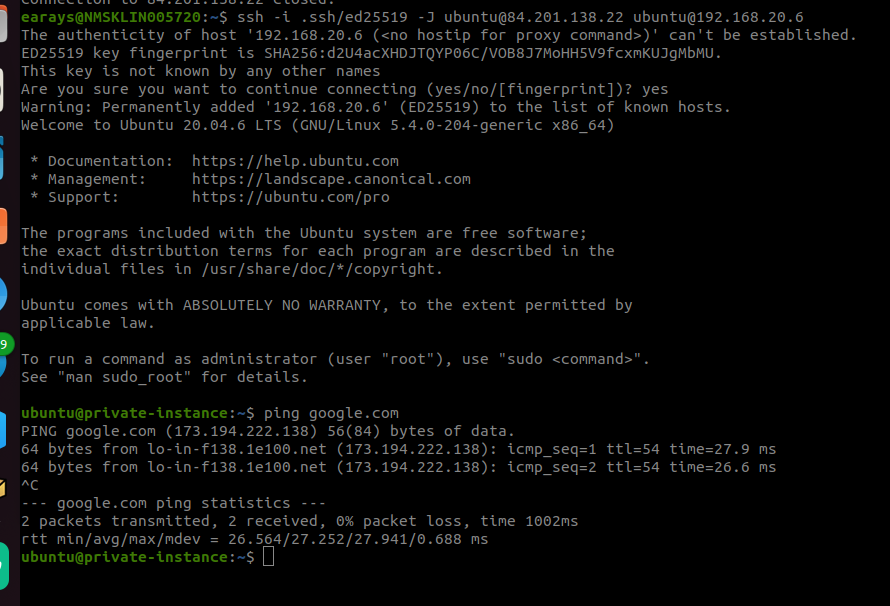 Connection to 84.201.138.22 closed.
earays@NMSKLIN005720:~$ ssh -i .ssh/ed25519 -J ubuntu@84.201.138.22 ubuntu@192.168.20.6
The authenticity of host '192.168.20.6 (<no hostip for proxy command>)' can't be established.
ED25519 key fingerprint is SHA256:d2U4acXHDJTQYP06C/VOB8J7MoHH5V9fcxmKUJgMbMU.
This key is not known by any other names
Are you sure you want to continue connecting (yes/no/[fingerprint])? yes
Warning: Permanently added '192.168.20.6' (ED25519) to the list of known hosts.
Welcome to Ubuntu 20.04.6 LTS (GNU/Linux 5.4.0-204-generic x86_64)
* Documentation:  https://help.ubuntu.com
* Management:     https://landscape.canonical.com
* Support:        https://ubuntu.com/pro
The programs included with the Ubuntu system are free software;
the exact distribution terms for each program are described in the
individual files in /usr/share/doc/*/copyright.
Ubuntu comes with ABSOLUTELY NO WARRANTY, to the extent permitted by
applicable law.
To run a command as administrator (user "root"), use "sudo <command>".
See "man sudo_root" for details.
9
ubuntu@private-instance:~$ ping google.com
PING google.com (173.194.222.138) 56(84) bytes of data.
64 bytes from lo-in-f138.1e100.net (173.194.222.138): icmp_seq=1 ttl=54 time=27.9 ms
64 bytes from lo-in-f138.1e100.net (173.194.222.138): icmp_seq=2 ttl=54 time=26.6 ms
^C
--- google.com ping statistics ---
2 packets transmitted, 2 received, 0% packet loss, time 1002ms
rtt min/avg/max/mdev = 26.564/27.252/27.941/0.688 ms
ubuntu@private-instance:~$